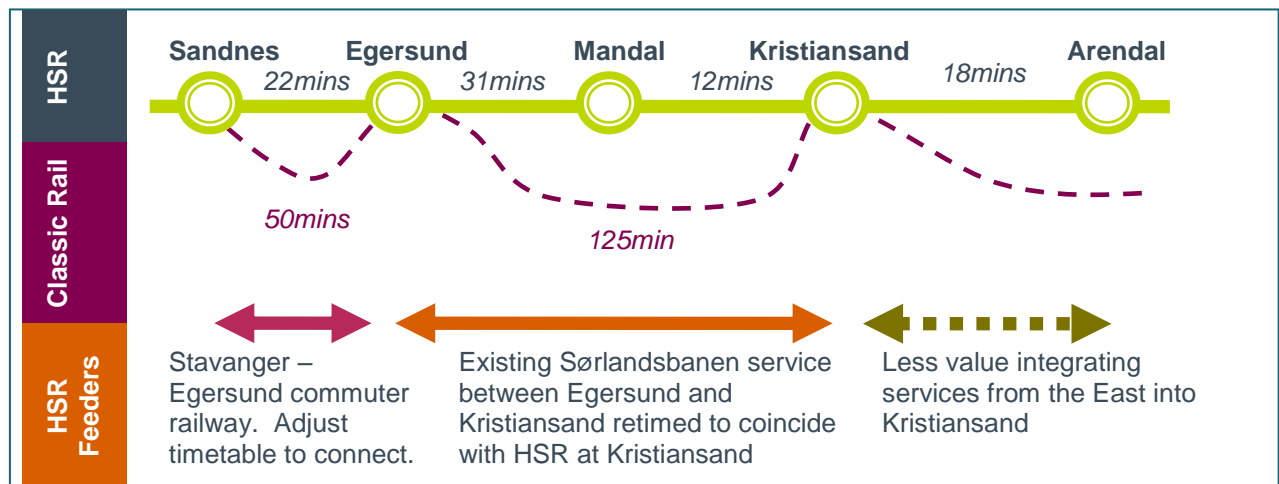 HSR
Sandnes
Egersund
Mandal
Kristiansand
Arendal
22mins
31mins
12mins
18mins
Classic Rail
50mins
125min
HSR
Feeders
Stavanger –
Egersund commuter
railway.  Adjust
timetable to connect.
Existing Sørlandsbanen service
between Egersund and
Kristiansand retimed to coincide
with HSR at Kristiansand
Less value integrating
services from the East into
Kristiansand